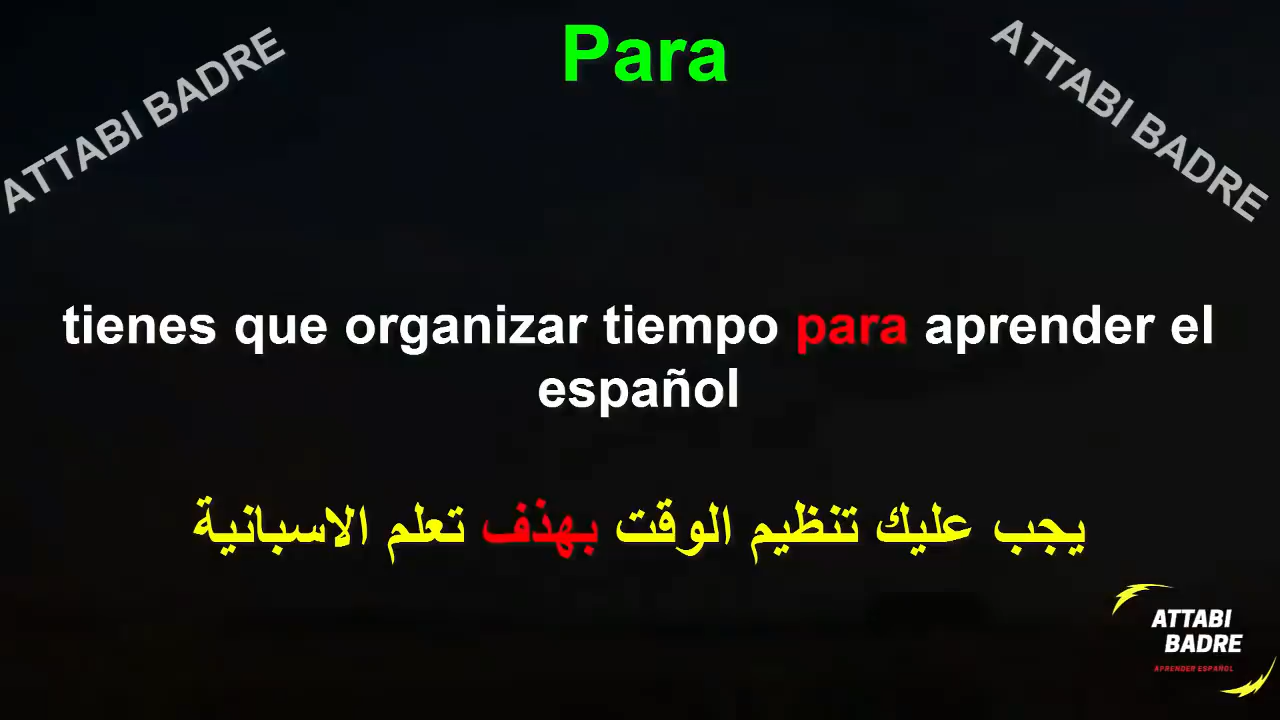 Para
ATTABI BADRE
ATTABI BADRE
tienes que organizar tiempo para aprender el
español
يجب عليك تنظيم الوقت بهذف تعلم الاسبانية
ATTABI
BADRE
APRENDER ESPAÑOL